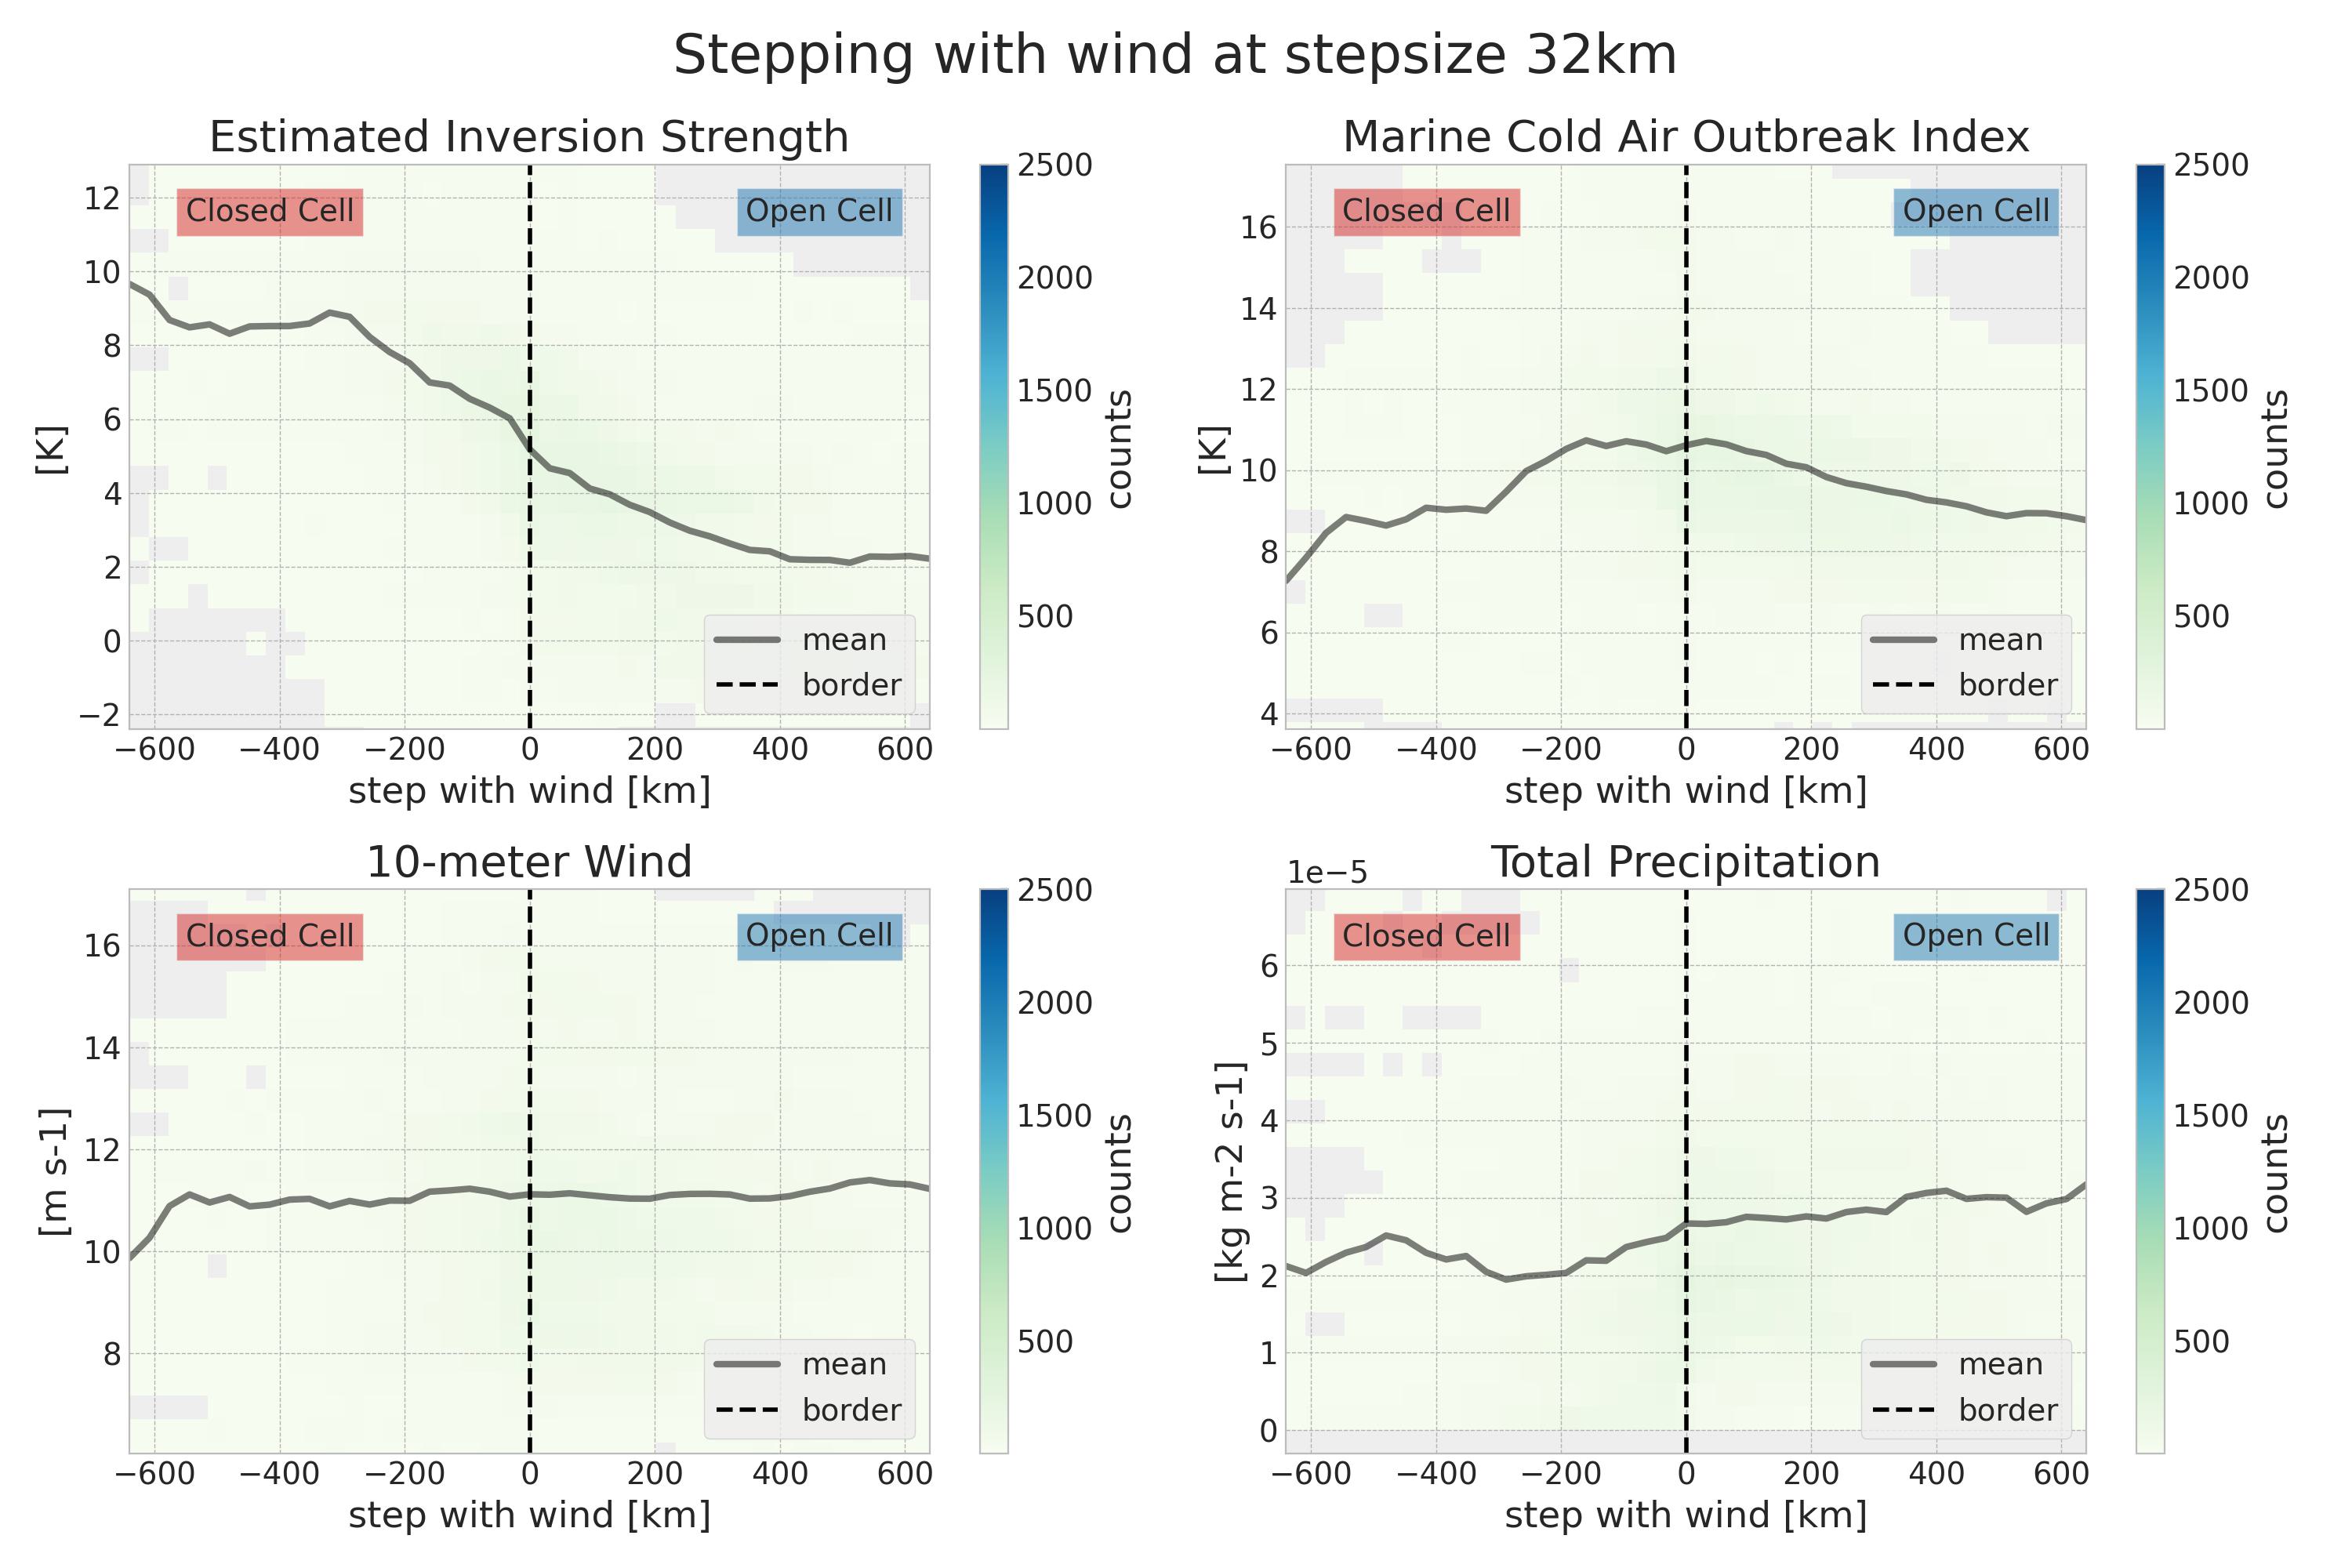 Stepping with wind at stepsize 32km
Estimated Inversion Strength
Closed Cell
Open Cell
12
10
8
6
4
2
0
−2
[K]
mean
border
−600 −400 −200 0 200 400 600
step with wind [km]
2500
2000
1500
1000
500
counts
Marine Cold Air Outbreak Index
Closed Cell
Open Cell
16
14
12
10
8
6
4
[K]
mean
border
−600 −400 −200 0 200 400 600
step with wind [km]
2500
2000
1500
1000
500
counts
10-meter Wind
Closed Cell
Open Cell
16
14
12
10
8
[m s-1]
mean
border
−600 −400 −200 0 200 400 600
step with wind [km]
2500
2000
1500
1000
500
counts
Total Precipitation
1e−5
Closed Cell
Open Cell
6
5
4
3
2
1
0
[kg m-2 s-1]
mean
border
−600 −400 −200 0 200 400 600
step with wind [km]
2500
2000
1500
1000
500
counts